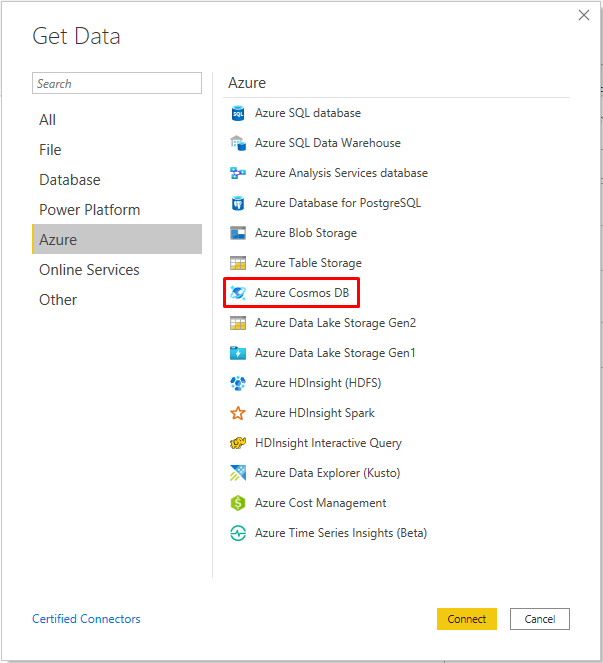 Get Data
Search
All
File
Database
Power Platform
Azure
Online Services
Other
Azure
Azure SQL database
SQL
Azure SQL Data Warehouse
Azure Analysis Services database
Azure Database for PostgreSQL
Azure Blob Storage
Azure Table Storage
Azure Cosmos DB
Azure Data Lake Storage Gen2
Azure Data Lake Storage Gen1
Azure HDInsight (HDFS)
Azure HDInsight Spark
HDInsight Interactive Query
Azure Data Explorer (Kusto)
Azure Cost Management
Azure Time Series Insights (Beta)
Certified Connectors
Connect
Cancel